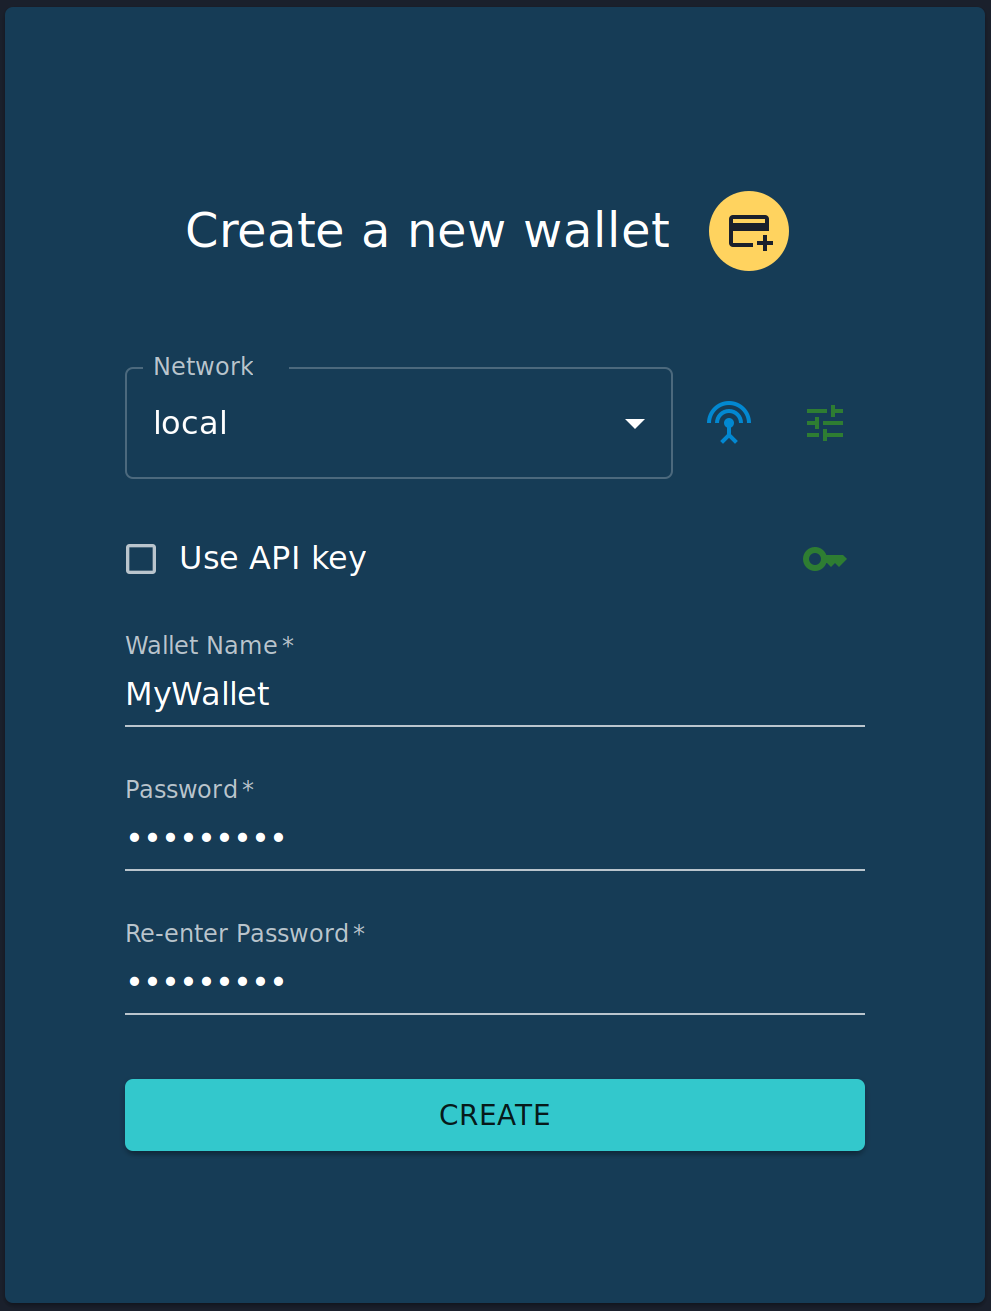 Create a new wallet
Network
local
Use API key
Wallet Name *
MyWallet
Password *
•••••••••
Re-enter Password *
•••••••••
CREATE